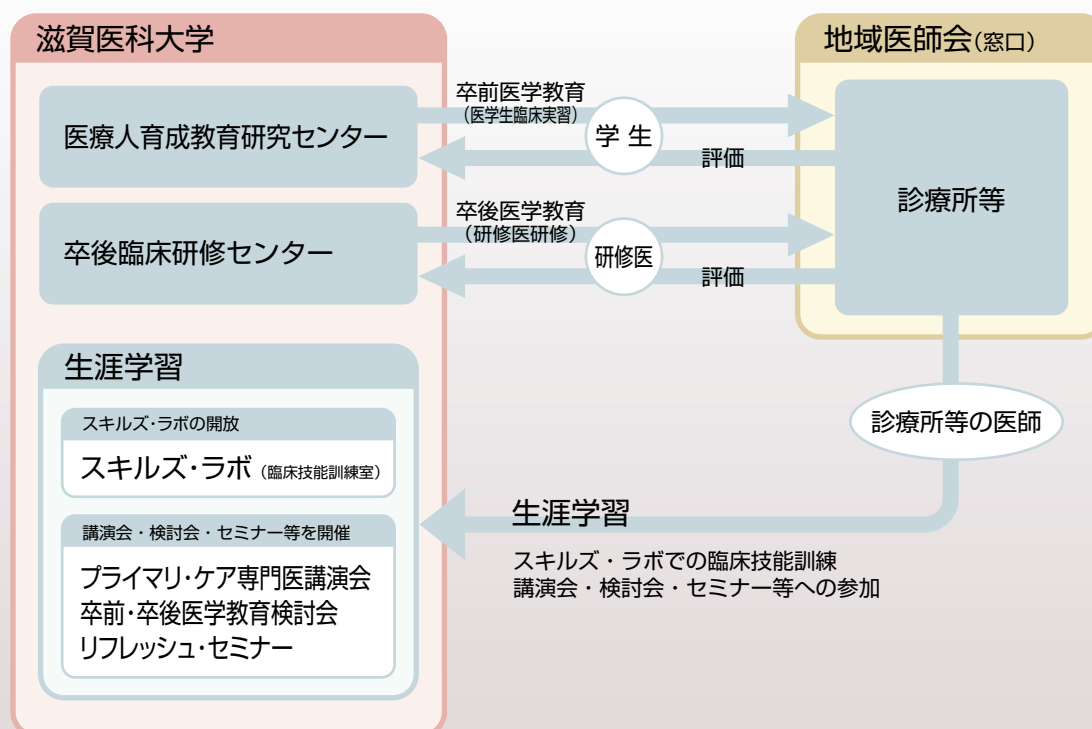 滋賀医科大学
医療人育成教育研究センター
卒後臨床研修センター
卒前医学教育
(医学生臨床実習)
学生
評価
卒後医学教育
(研修医研修)
研修医
評価
地域医師会(窓口)
診療所等
診療所等の医師
生涯学習
スキルズ・ラボでの臨床技能訓練
講演会・検討会・セミナー等への参加
生涯学習
スキルズ・ラボの開放
スキルズ・ラボ(臨床技能訓練室)
講演会・検討会・セミナー等を開催
プライマリ・ケア専門医講演会
卒前・卒後医学教育検討会
リフレッシュ・セミナー